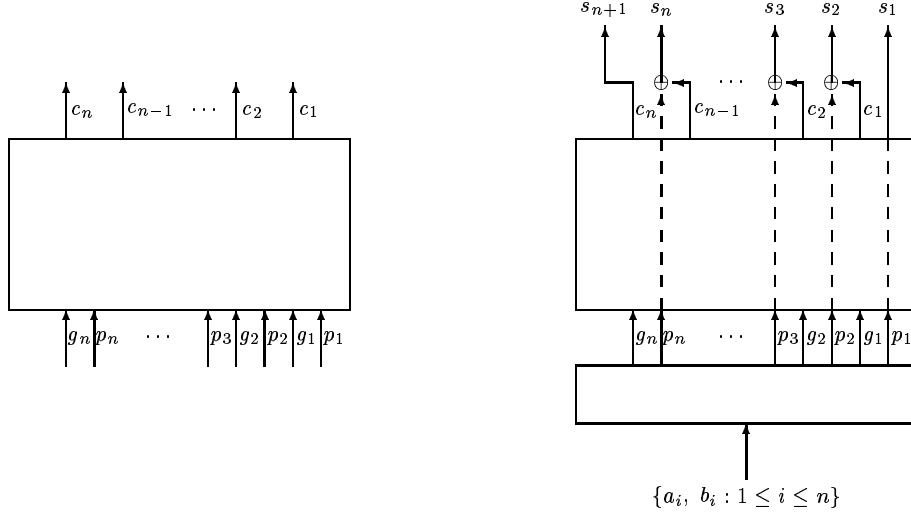 s_{n+1} s_n s_3 s_2 s_1
c_n c_{n-1} ··· c_2 c_1
···
c_n c_{n-1} c_2 c_1
g_n p_n ··· p_3 g_2 p_2 g_1 p_1
g_n p_n ··· p_3 g_2 p_2 g_1 p_1
{a_i, b_i : 1 ≤ i ≤ n}